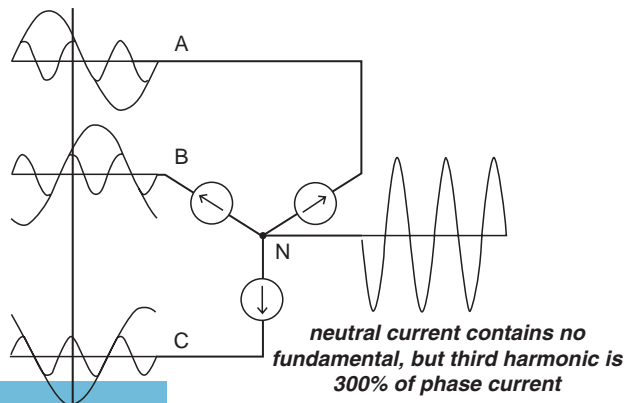 A
B
N
C
neutral current contains no
fundamental, but third harmonic is
300% of phase current